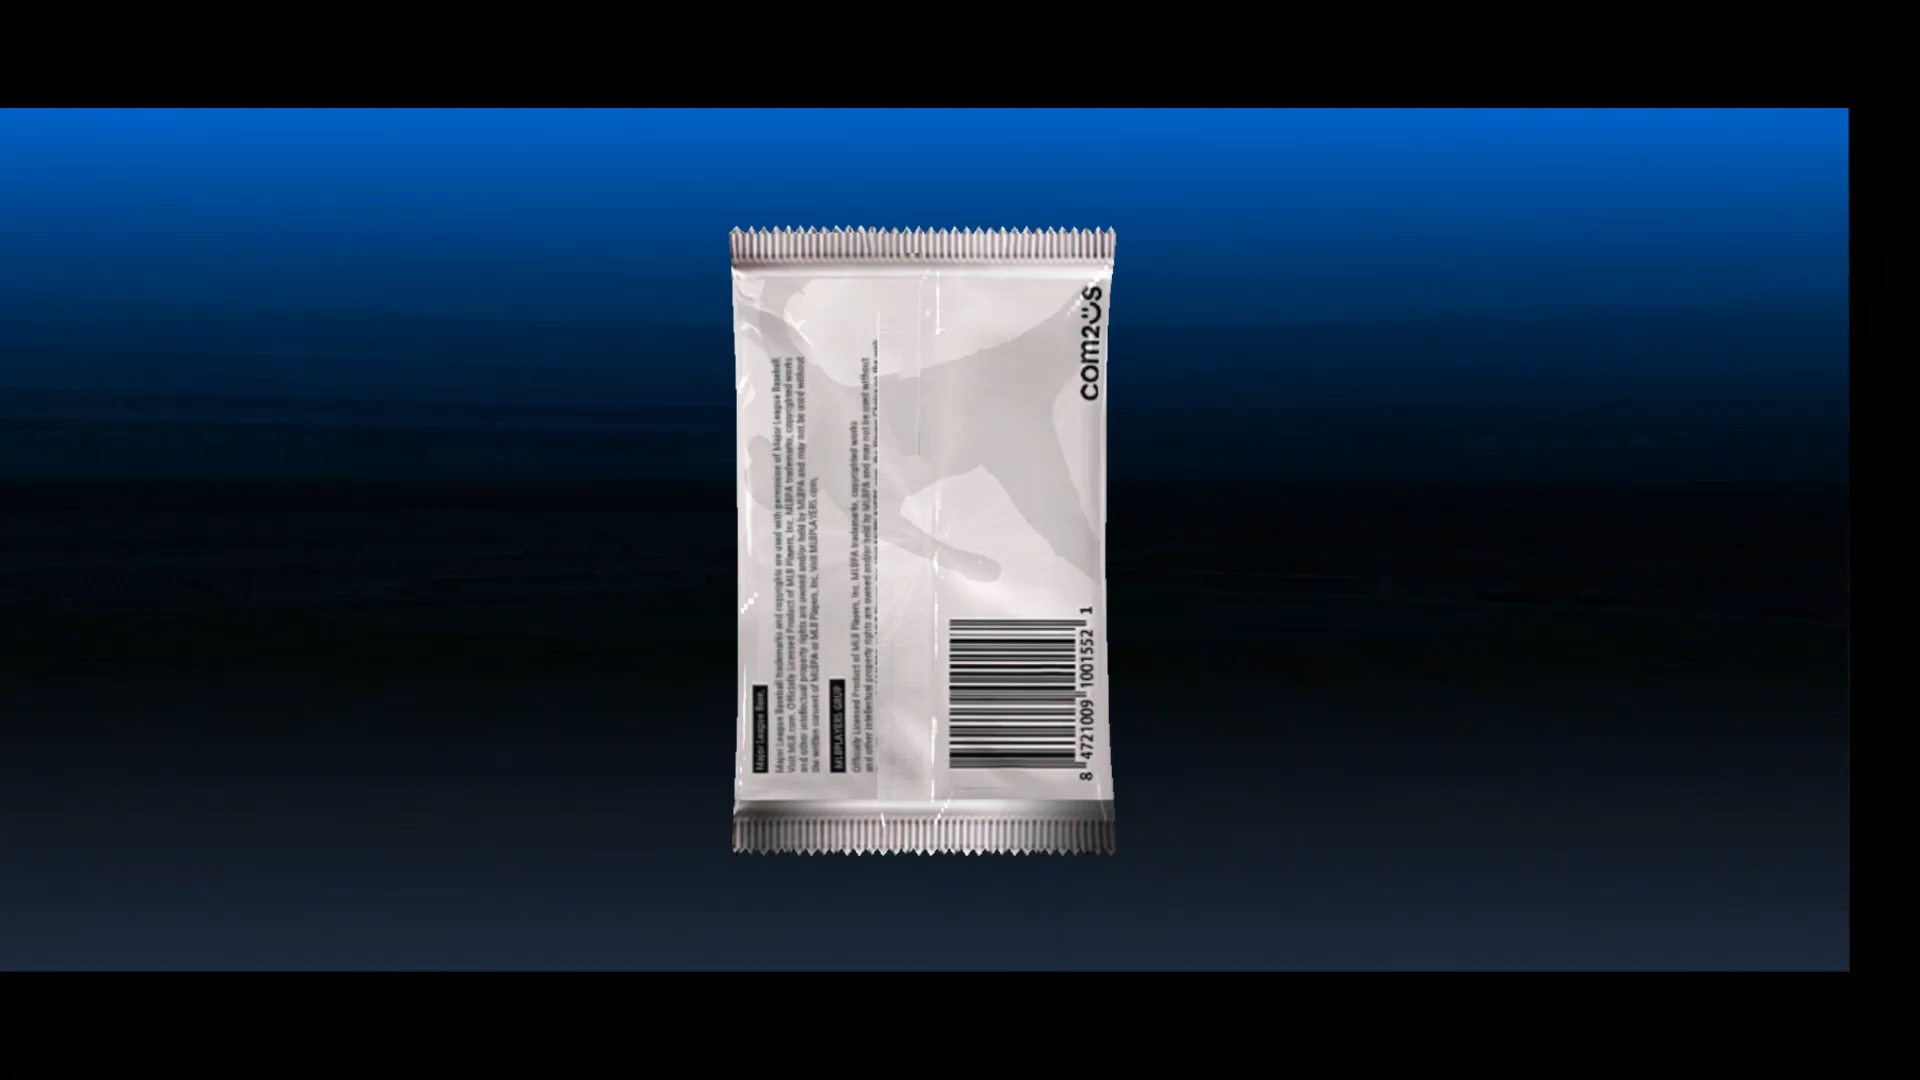 Major League Base.
Major League Baseball trademarks and copyrights are used with permission of Major League Baseball.
Visit MLB.com. Officially Licensed Product of MLB Players, Inc. MLBPA trademarks, copyrighted works
and other intellectual property rights are owned and/or held by MLBPA and may not be used without
the written consent of MLBPA or MLB Players, Inc. Visit MLBPLAYERS.com,
MLBPLAYERS GRUP
Officially Licensed Product of MLB Players, Inc. MLBPA trademarks, copyrighted works
and other intellectual property rights are owned and/or held by MLBPA and may not be used without
com2us
8 4721009 1001552 1